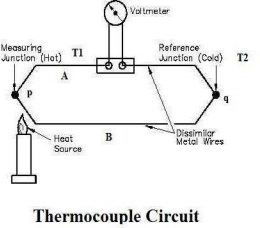 Voltmeter
Measuring
Junction (Hot)
T1
Reference
Junction (Cold)
T2
A
p
q
Heat
Source
B
Dissimilar
Metal Wires
Thermocouple Circuit